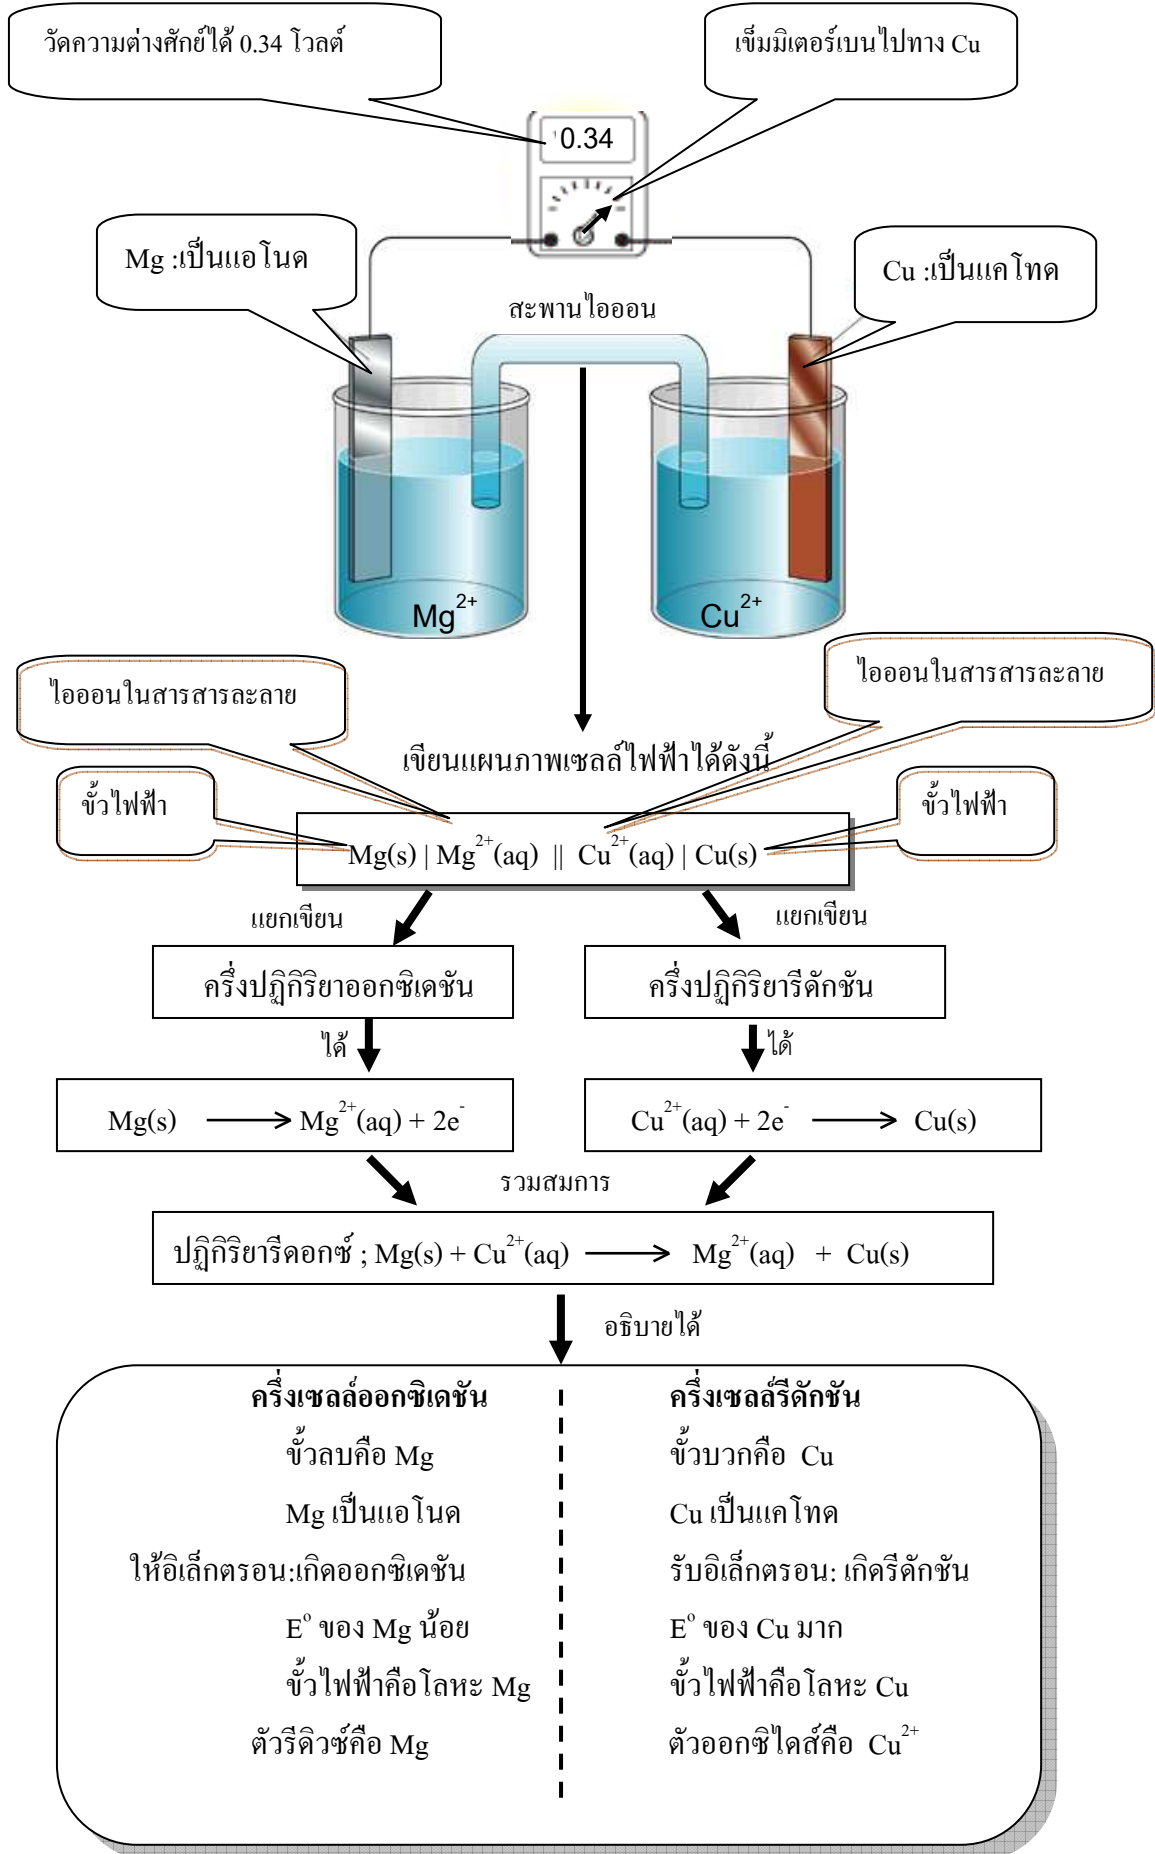 วัดความต่างศักย์ได้ 0.34 โวลต์
เข็มมิเตอร์เบนไปทาง Cu
0.34
Mg :เป็นแอโนด
Cu :เป็นแคโทด
สะพานไอออน
Mg²⁺
Cu²⁺
ไอออนในสารสารละลาย
ไอออนในสารสารละลาย
เขียนแผนภาพเซลล์ไฟฟ้าได้ดังนี้
ขั้วไฟฟ้า
ขั้วไฟฟ้า
Mg(s) | Mg²⁺(aq) || Cu²⁺(aq) | Cu(s)
แยกเขียน
แยกเขียน
ครึ่งปฏิกิริยาออกซิเดชัน
ครึ่งปฏิกิริยารีดักชัน
ได้
ได้
Mg(s) ⟶ Mg²⁺(aq) + 2e⁻
Cu²⁺(aq) + 2e⁻ ⟶ Cu(s)
รวมสมการ
ปฏิกิริยารีดอกซ์ ; Mg(s) + Cu²⁺(aq) ⟶ Mg²⁺(aq) + Cu(s)
อธิบายได้
ครึ่งเซลล์ออกซิเดชัน
ขั้วลบคือ Mg
Mg เป็นแอโนด
ให้อิเล็กตรอน:เกิดออกซิเดชัน
E° ของ Mg น้อย
ขั้วไฟฟ้าคือโลหะ Mg
ตัวรีดิวซ์คือ Mg
ครึ่งเซลล์รีดักชัน
ขั้วบวกคือ Cu
Cu เป็นแคโทด
รับอิเล็กตรอน: เกิดรีดักชัน
E° ของ Cu มาก
ขั้วไฟฟ้าคือโลหะ Cu
ตัวออกซิไดส์คือ Cu²⁺